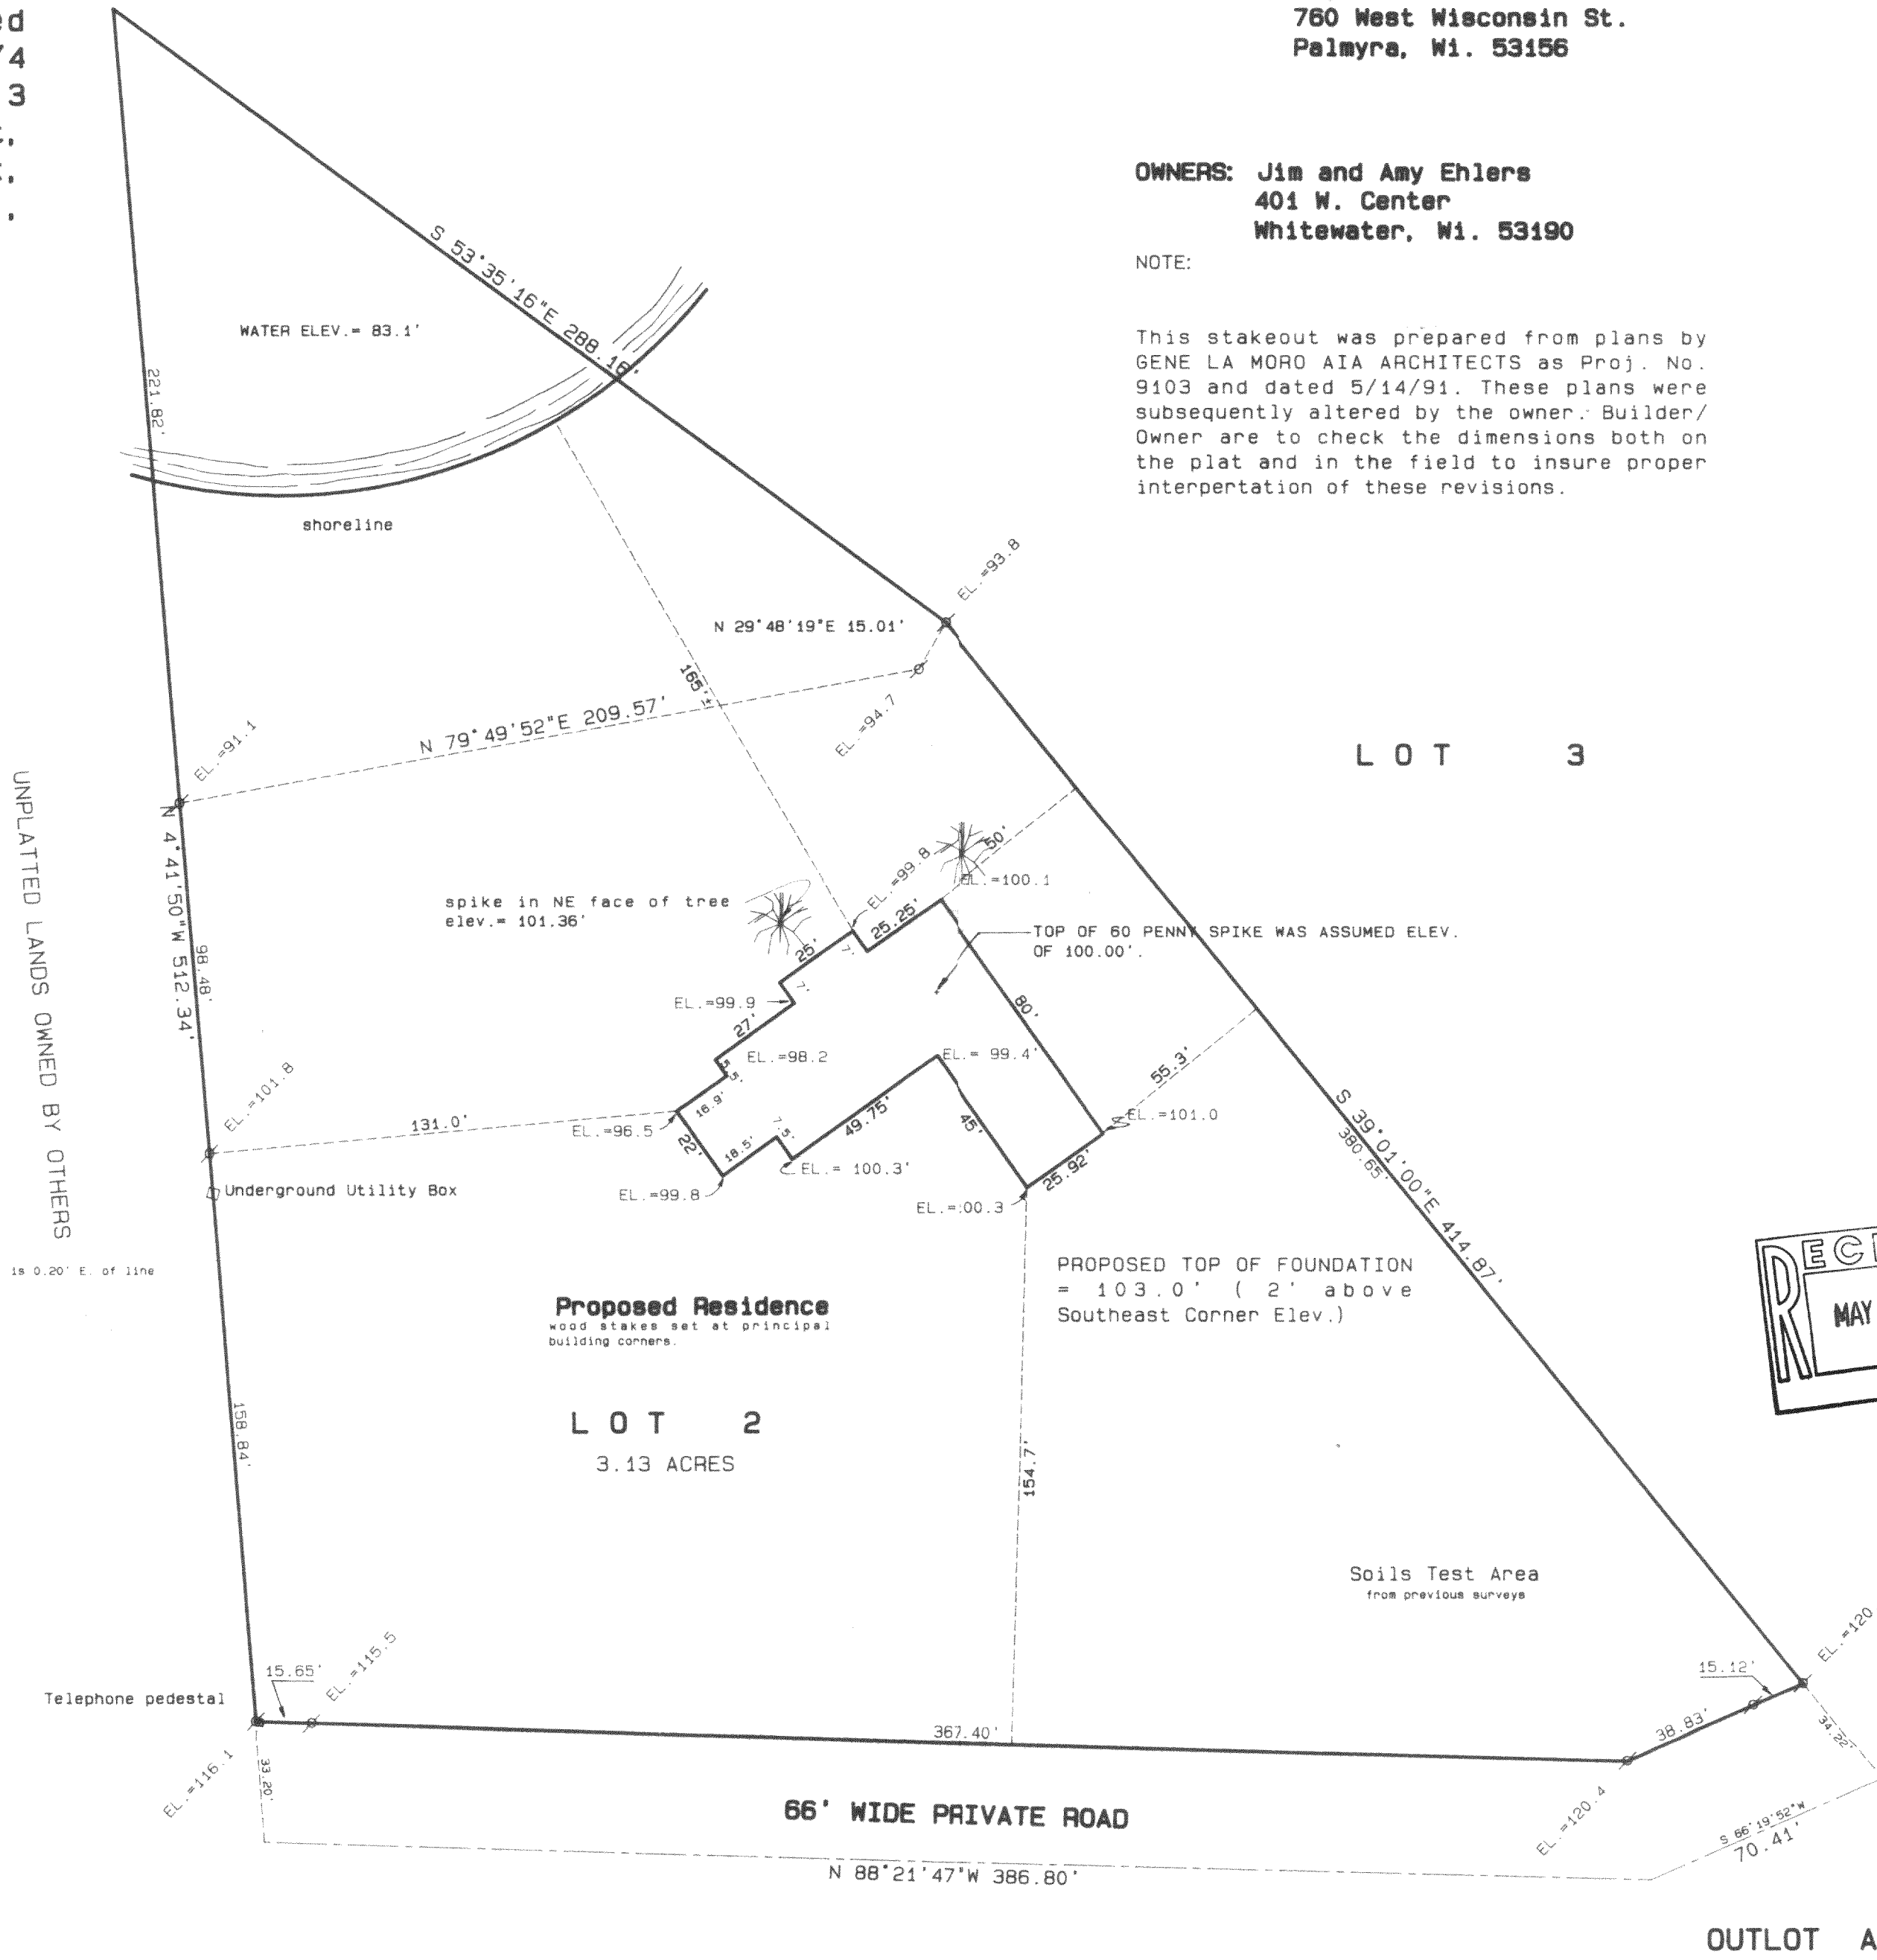 ed
/4
3
760 West Wisconsin St.
Palmyra, Wi. 53156
OWNERS: Jim and Amy Ehlers
401 W. Center
Whitewater, Wi. 53190
NOTE:
This stakeout was prepared from plans by
GENE LA MORO AIA ARCHITECTS as Proj. No.
9103 and dated 5/14/91. These plans were
subsequently altered by the owner. Builder/
Owner are to check the dimensions both on
the plat and in the field to insure proper
interpertation of these revisions.
S 53°35'16"E 288.16'
WATER ELEV.= 83.1'
221.82'
shoreline
EL.=93.8
N 29°48'19"E 15.01'
165'±
N 79°49'52"E 209.57'
EL.=94.7
EL.=91.1
LOT 3
UNPLATTED LANDS OWNED BY OTHERS
N 4°41'50"W 512.34'
98.48'
50'
EL.=99.8
EL.=100.1
spike in NE face of tree
elev.= 101.36'
25.25'
TOP OF 60 PENNY SPIKE WAS ASSUMED ELEV.
OF 100.00'.
25'
7'
7'
EL.=99.9
27'
80'
EL.=98.2
EL.= 99.4'
5.5'
55.3'
16.9'
EL.=101.8
131.0'
EL.=96.5
22'
18.5'
7.5'
49.75'
45'
EL.=101.0
S 39°01'00"E 414.87'
380.65'
EL.= 100.3'
25.92'
Underground Utility Box
EL.=99.8
EL.=:00.3
is 0.20' E. of line
PROPOSED TOP OF FOUNDATION
= 103.0' ( 2' above
Southeast Corner Elev.)
Proposed Residence
wood stakes set at principal
building corners.
RECE
MAY
LOT 2
3.13 ACRES
158.84'
154.7'
Soils Test Area
from previous surveys
EL.=120
15.12'
15.65'
EL.=115.5
Telephone pedestal
367.40'
38.83'
34.22'
EL.=116.1
33.20'
66' WIDE PRIVATE ROAD
EL.=120.4
S 66°19'52"W
70.41'
N 88°21'47"W 386.80'
OUTLOT A